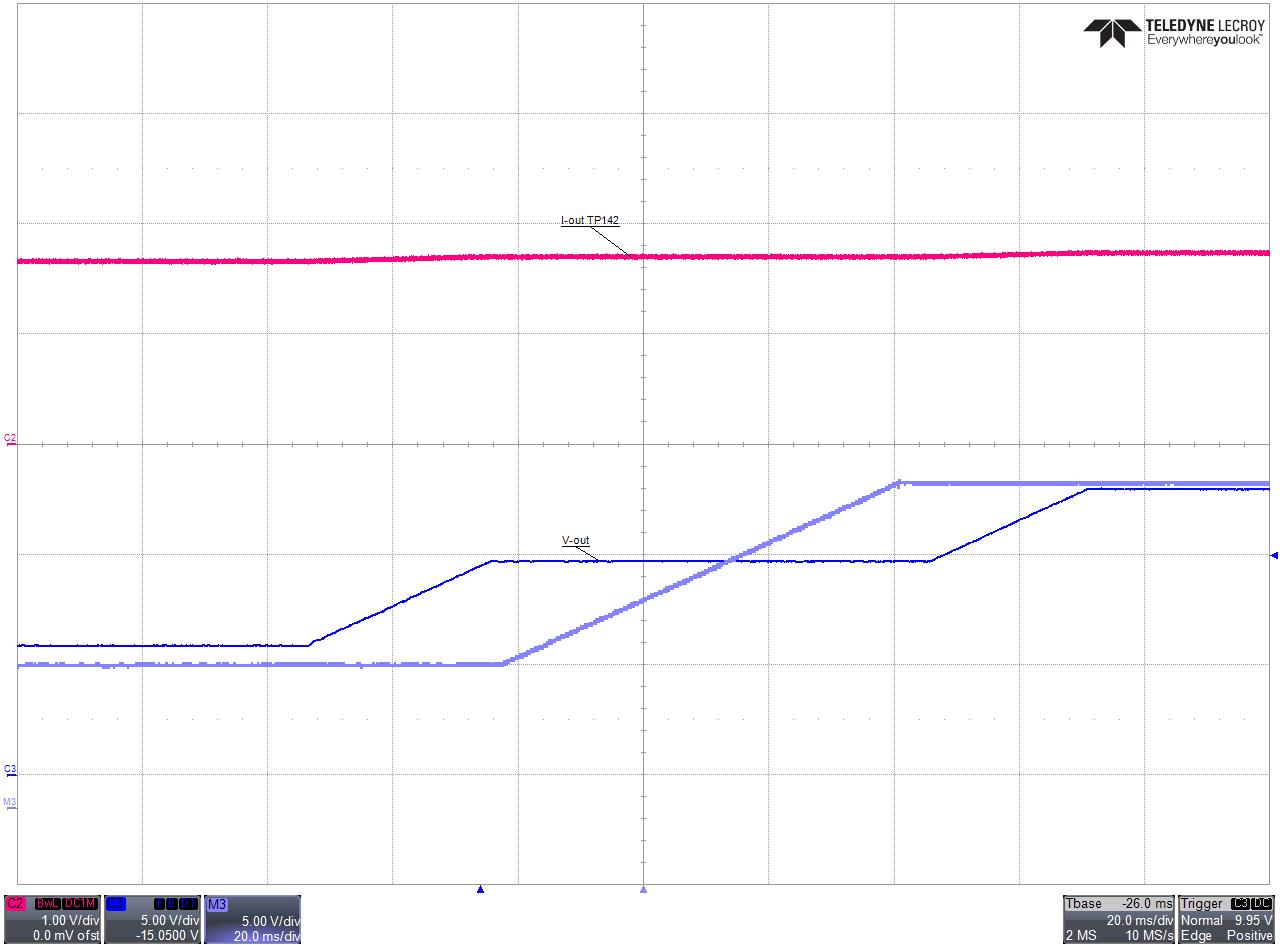 TELEDYNE LECROY
Everywhereyoulook™
I-out TP142
C2
V-out
C3
M3
C2 BwL DC1M
1.00 V/div
0.0 mV ofst
C3
5.00 V/div
-15.0500 V
M3
5.00 V/div
20.0 ms/div
Tbase -26.0 ms
20.0 ms/div
2 MS 10 MS/s
Trigger C3 DC
Normal 9.95 V
Edge Positive